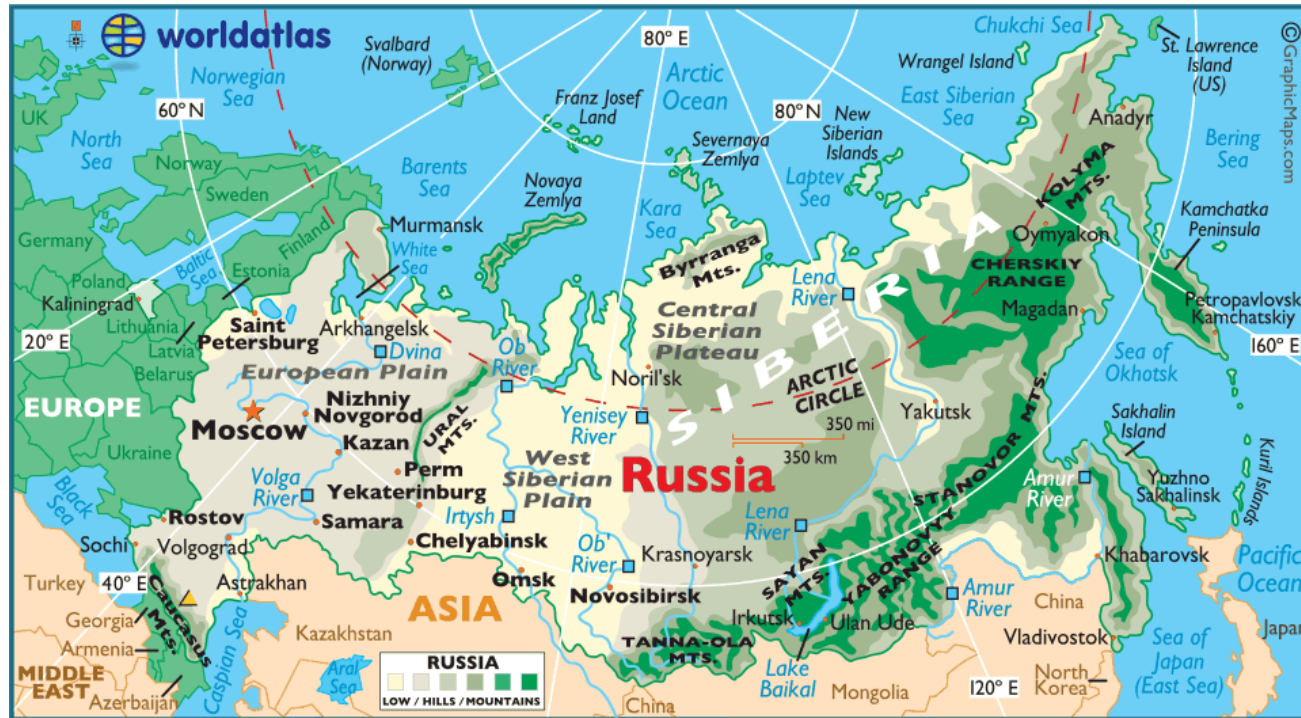 worldatlas
Svalbard
(Norway)
80° E
Chukchi Sea
St. Lawrence
Island
(US)
©GraphicMaps.com
Norwegian
Sea
60° N
Arctic
Ocean
Wrangel Island
East Siberian
Sea
Franz Josef
Land
80° N
New
Siberian
Islands
Severnaya
Zemlya
Laptev
Sea
Anadyr
Bering
Sea
UK
North
Sea
Norway
Sweden
Finland
Barents
Sea
Novaya
Zemlya
Kara
Sea
KOLYMA
MTS.
Kamchatka
Peninsula
Murmansk
White
Sea
Oymyakon
Byrranga
Mts.
CHERSKIY
RANGE
Germany
Baltic
Sea
Estonia
Poland
Kaliningrad
Lithuania
Latvia
Belarus
20° E
Saint
Petersburg
Arkhangelsk
Dvina
European Plain
Ob
River
Lena
River
Central
Siberian
Plateau
SIBERIA
Magadan
Petropavlovsk
Kamchatskiy
160° E
Sea of
Okhotsk
Noril'sk
ARCTIC
CIRCLE
Yakutsk
EUROPE
Moscow
Nizhniy
Novgorod
Kazan
URAL
MTS.
Yenisey
River
350 mi
350 km
Sakhalin
Island
Kuril Islands
Ukraine
Volga
River
Perm
Yekaterinburg
West
Siberian
Plain
Russia
STANOVOR MTS.
Amur
River
Yuzhno
Sakhalinsk
Black
Sea
Rostov
Samara
Irtysh
Lena
River
Sochi
Volgograd
Chelyabinsk
Ob'
River
Krasnoyarsk
SAYAN
MTS.
YABONOVYY
RANGE
Khabarovsk
Pacific
Ocean
Turkey
40° E
Astrakhan
Omsk
Novosibirsk
Amur
River
China
Georgia
Caucasus
Mts.
Caspian Sea
ASIA
Kazakhstan
Irkutsk
Ulan Ude
Vladivostok
Japan
Armenia
TANNA-OLA
MTS.
Lake
Baikal
Sea of
Japan
(East Sea)
MIDDLE
EAST
Azerbaijan
Aral
Sea
RUSSIA
LOW / HILLS / MOUNTAINS
China
Mongolia
120° E
North
Korea